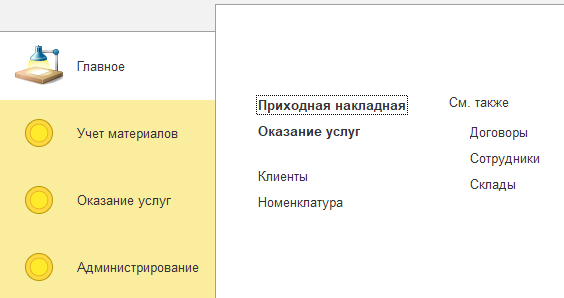 Главное
Учет материалов
Оказание услуг
Администрирование
Приходная накладная
Оказание услуг
Клиенты
Номенклатура
См. также
Договоры
Сотрудники
Склады